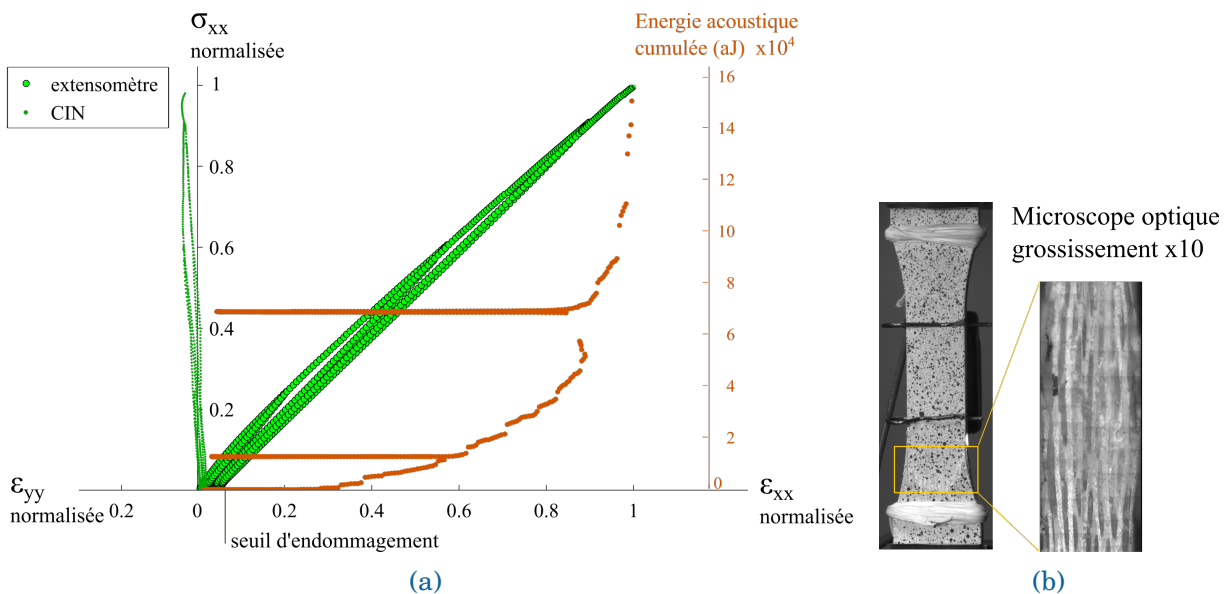 σxx
normalisée
Energie acoustique
cumulée (aJ) x10⁴
extensomètre
CIN
1
0.8
0.6
0.4
0.2
16
14
12
10
8
6
4
2
0
εyy
normalisée
0.2
0
0.2
0.4
0.6
0.8
1
εxx
normalisée
seuil d'endommagement
(a)
Microscope optique
grossissement x10
(b)